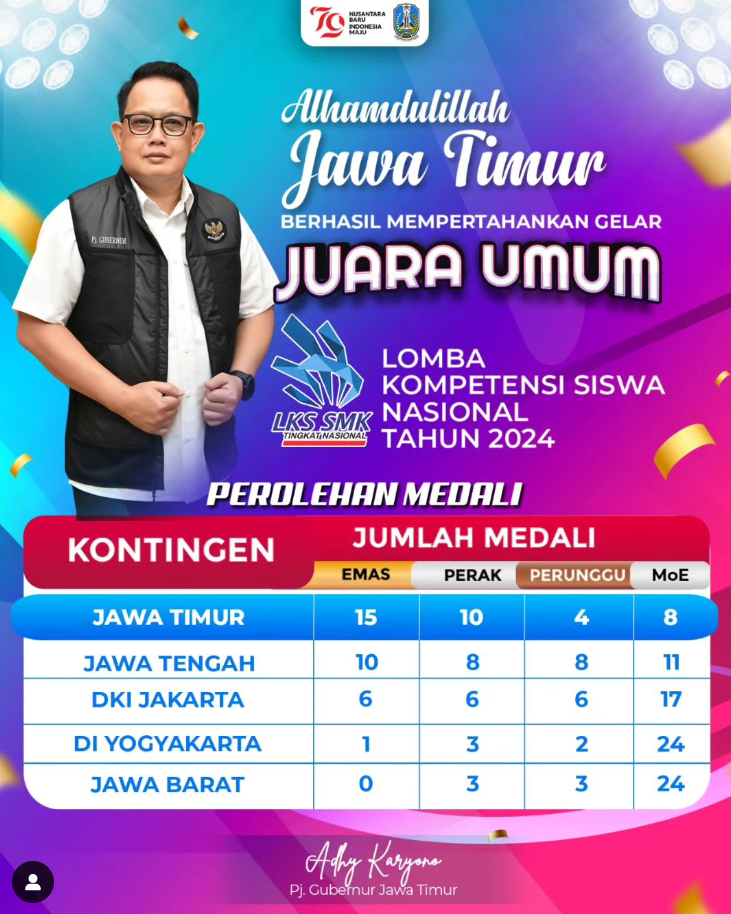 79
NUSANTARA
BARU
INDONESIA
MAJU
Alhamdulillah
Jawa Timur
BERHASIL MEMPERTAHANKAN GELAR
JUARA UMUM
Pj. GUBERNUR
LKS SMK
TINGKAT NASIONAL
LOMBA
KOMPETENSI SISWA
NASIONAL
TAHUN 2024
PEROLEHAN MEDALI
KONTINGEN JUMLAH MEDALI
EMAS PERAK PERUNGGU MoE
JAWA TIMUR 15 10 4 8
JAWA TENGAH 10 8 8 11
DKI JAKARTA 6 6 6 17
DI YOGYAKARTA 1 3 2 24
JAWA BARAT 0 3 3 24
Adhy Karyono
Pj. Gubernur Jawa Timur